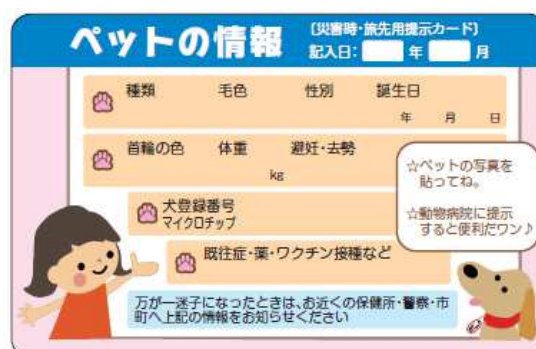 ペットの情報
〔災害時・旅先用提示カード〕
記入日： 年 月
種類 毛色 性別 誕生日
年 月 日
首輪の色 体重 避妊・去勢
kg
☆ペットの写真を
貼ってね。
☆動物病院に提示
すると便利だワン♪
犬登録番号
マイクロチップ
既往症・薬・ワクチン接種など
万が一迷子になったときは、お近くの保健所・警察・市
町へ上記の情報をお知らせください